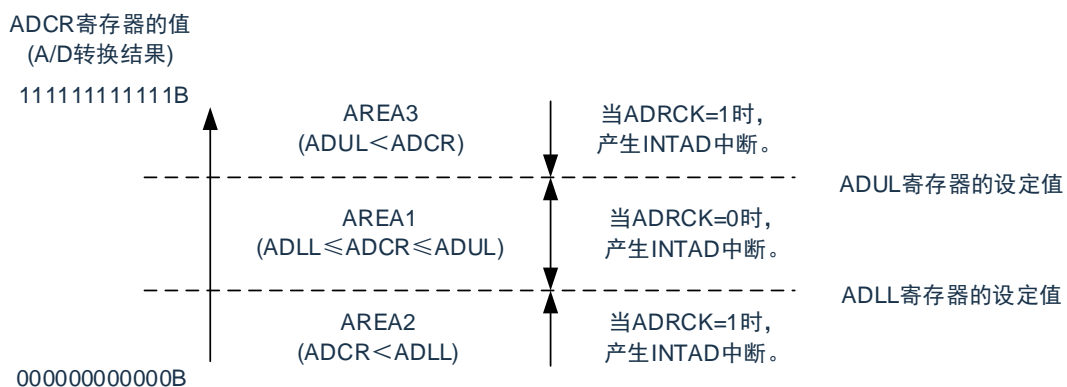 ADCR寄存器的值
(A/D转换结果)
111111111111B
AREA3
(ADUL＜ADCR)
当ADRCK=1时，
产生INTAD中断。
ADUL寄存器的设定值
AREA1
(ADLL≤ADCR≤ADUL)
当ADRCK=0时，
产生INTAD中断。
ADLL寄存器的设定值
AREA2
(ADCR＜ADLL)
当ADRCK=1时，
产生INTAD中断。
000000000000B